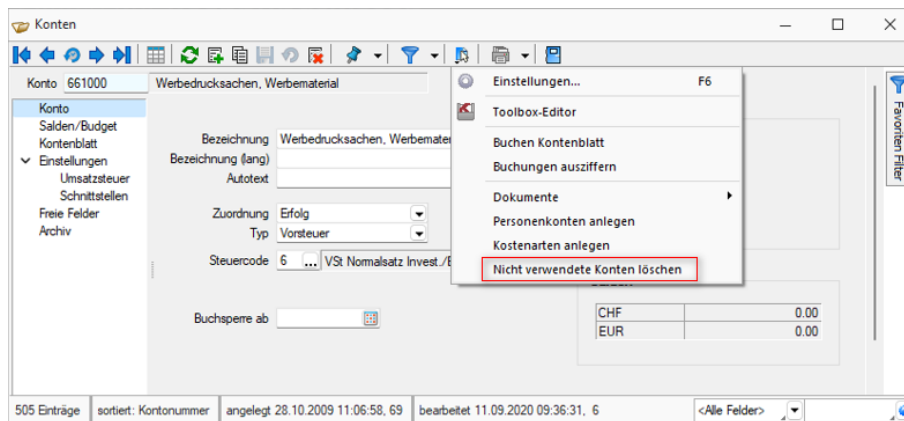 Konten
Konto 661000 Werbedrucksachen, Werbematerial
Konto
Salden/Budget
Kontenblatt
Einstellungen
Umsatzsteuer
Schnittstellen
Freie Felder
Archiv
Bezeichnung Werbedrucksachen, Werbemater
Bezeichnung (lang)
Autotext
Zuordnung Erfolg
Typ Vorsteuer
Steuercode 6 ... VSt Normalsatz Invest./
Buchsperre ab
Einstellungen... F6
Toolbox-Editor
Buchen Kontenblatt
Buchungen ausziffern
Dokumente
Personenkonten anlegen
Kostenarten anlegen
Nicht verwendete Konten löschen
CHF 0.00
EUR 0.00
Favoriten Filter
505 Einträge sortiert: Kontonummer angelegt 28.10.2009 11:06:58, 69 bearbeitet 11.09.2020 09:36:31, 6 <Alle Felder>